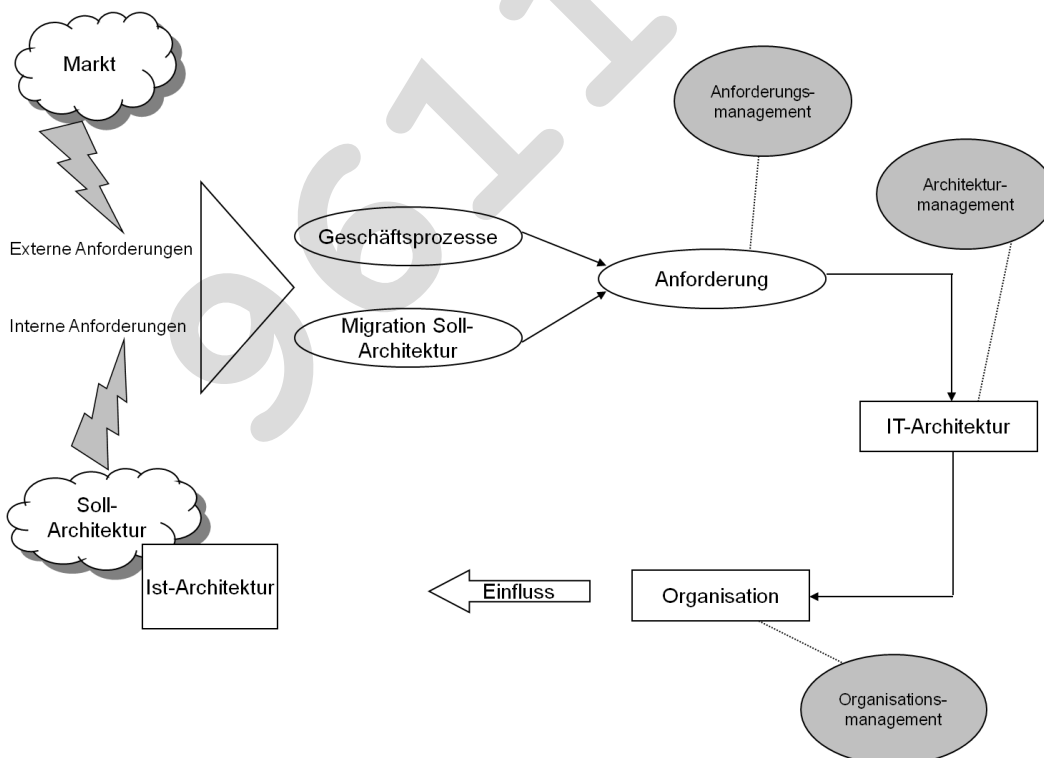 Markt
Anforderungs-
management
Architektur-
management
Externe Anforderungen
Geschäftsprozesse
Anforderung
Interne Anforderungen
Migration Soll-
Architektur
IT-Architektur
Soll-
Architektur
Ist-Architektur
Einfluss
Organisation
Organisations-
management
961